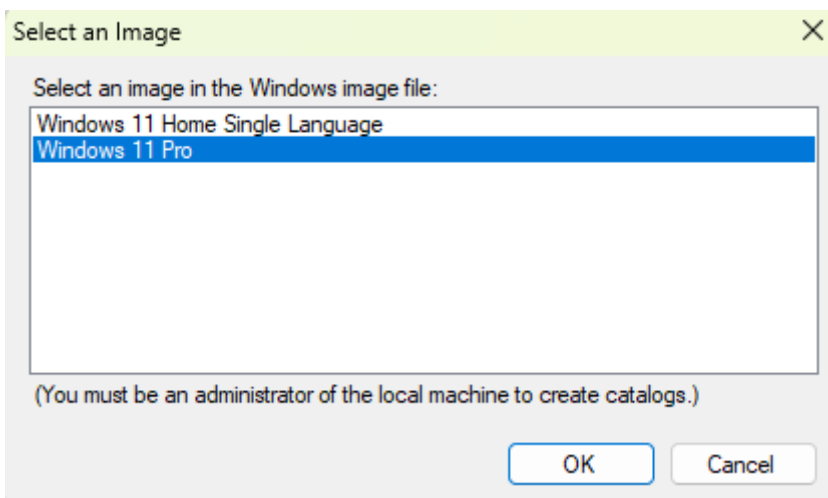 Select an Image
Select an image in the Windows image file:
Windows 11 Home Single Language
Windows 11 Pro
(You must be an administrator of the local machine to create catalogs.)
OK
Cancel